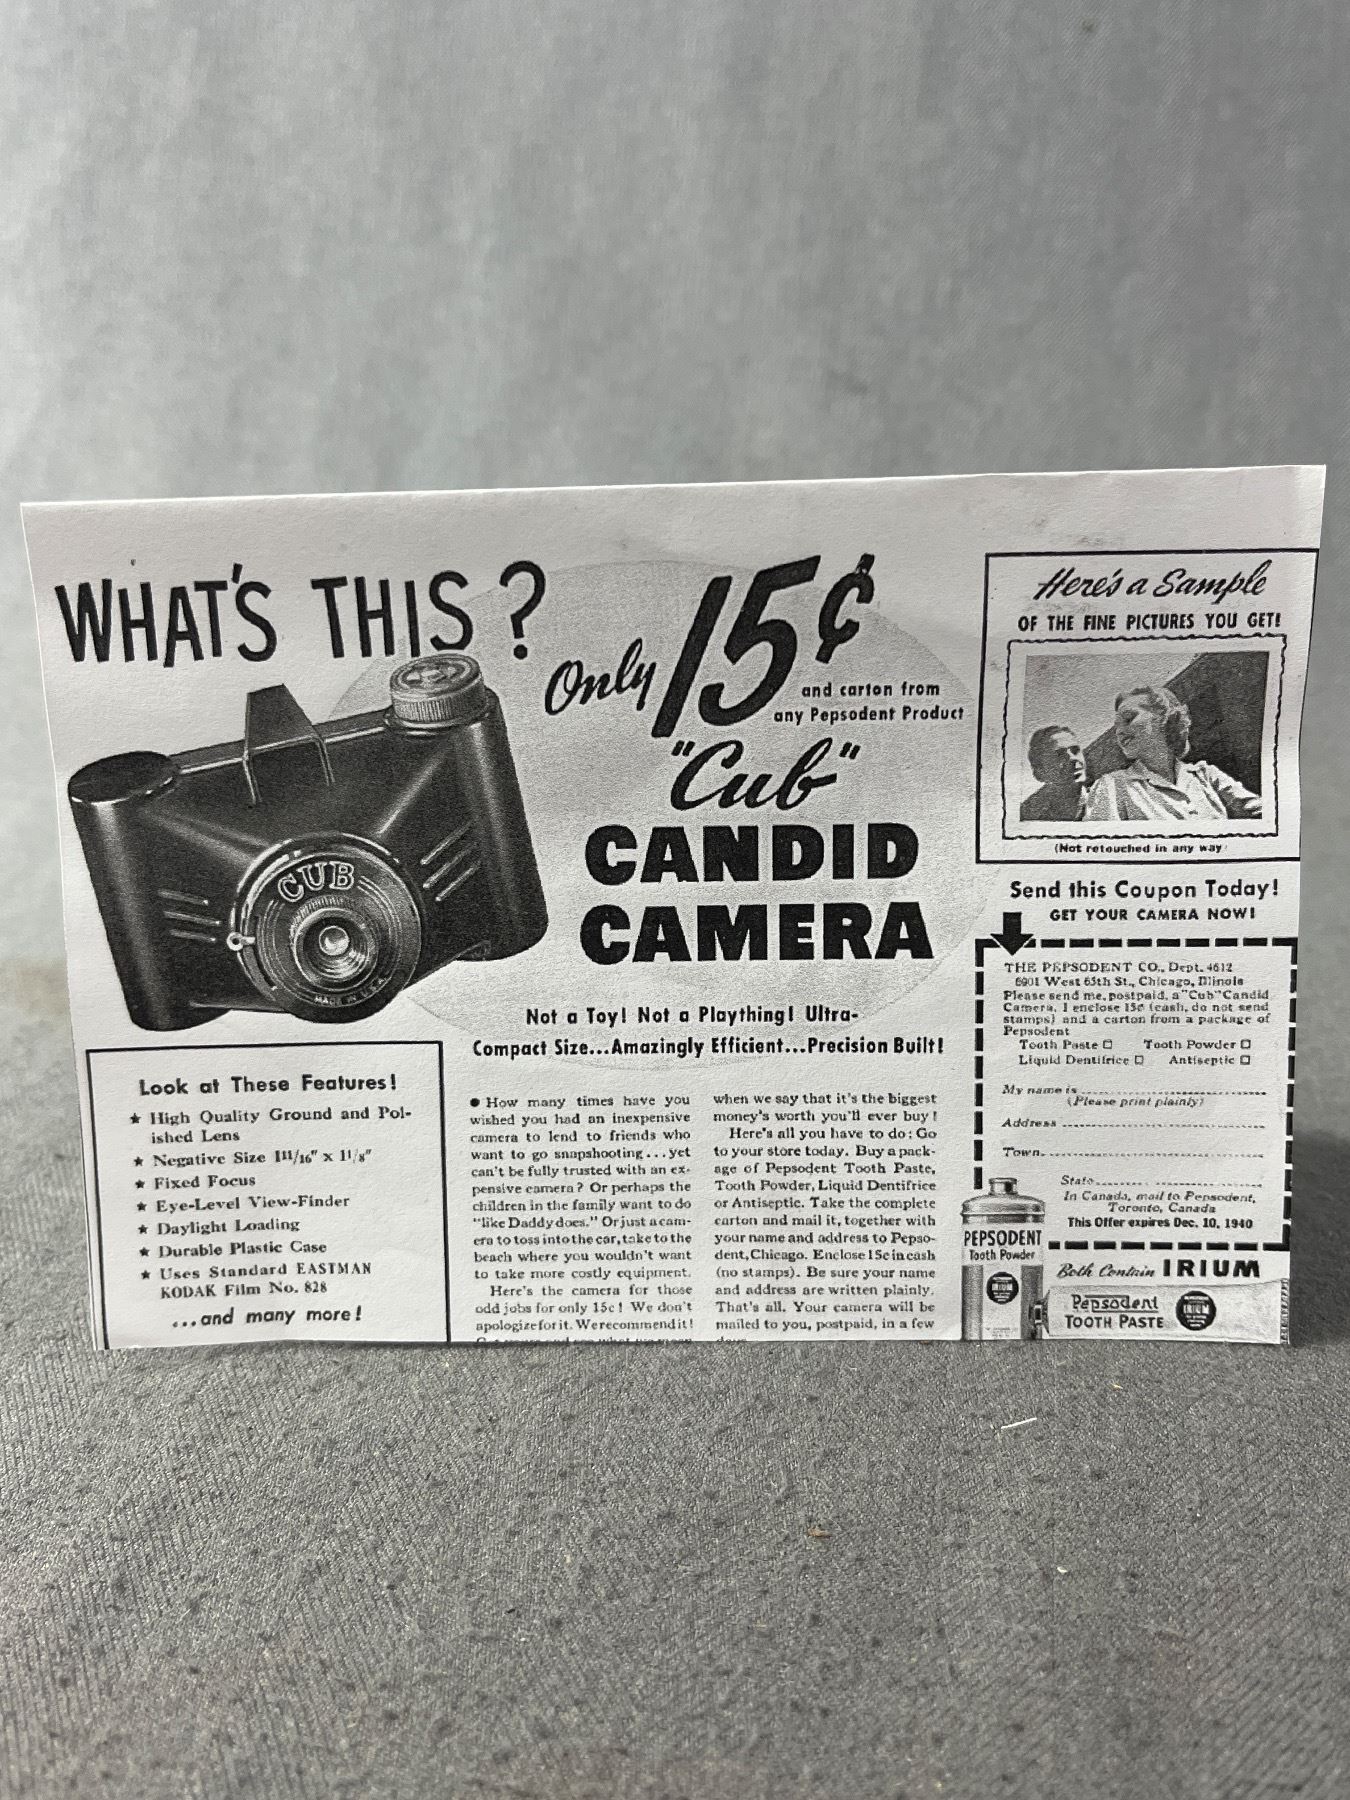 WHAT'S THIS?
Only 15¢
and carton from
any Pepsodent Product
"Cub"
CANDID
CAMERA
CUB
MADE IN U.S.A.
Not a Toy! Not a Plaything! Ultra-
Compact Size...Amazingly Efficient...Precision Built!
Look at These Features!
★ High Quality Ground and Pol-
ished Lens
★ Negative Size 1 11/16" x 1 1/8"
★ Fixed Focus
★ Eye-Level View-Finder
★ Daylight Loading
★ Durable Plastic Case
★ Uses Standard EASTMAN
KODAK Film No. 828
...and many more!
● How many times have you
wished you had an inexpensive
camera to lend to friends who
want to go snapshooting...yet
can't be fully trusted with an ex-
pensive camera? Or perhaps the
children in the family want to do
"like Daddy does." Or just a cam-
era to toss into the car, take to the
beach where you wouldn't want
to take more costly equipment.
Here's the camera for those
odd jobs for only 15c! We don't
apologize for it. We recommend it!
when we say that it's the biggest
money's worth you'll ever buy!
Here's all you have to do: Go
to your store today. Buy a pack-
age of Pepsodent Tooth Paste,
Tooth Powder, Liquid Dentifrice
or Antiseptic. Take the complete
carton and mail it, together with
your name and address to Pepso-
dent, Chicago. Enclose 15c in cash
(no stamps). Be sure your name
and address are written plainly.
That's all. Your camera will be
mailed to you, postpaid, in a few
Here's a Sample
OF THE FINE PICTURES YOU GET!
(Not retouched in any way)
Send this Coupon Today!
GET YOUR CAMERA NOW!
THE PEPSODENT CO., Dept. 4612
6901 West 65th St., Chicago, Illinois
Please send me, postpaid, a "Cub" Candid
Camera. I enclose 15c (cash, do not send
stamps) and a carton from a package of
Pepsodent
Tooth Paste □ Tooth Powder □
Liquid Dentifrice □ Antiseptic □
My name is
(Please print plainly)
Address
Town
State
In Canada, mail to Pepsodent,
Toronto, Canada
This Offer expires Dec. 10, 1940
PEPSODENT
Tooth Powder
Both Contain IRIUM
Pepsodent
TOOTH PASTE
IRIUM